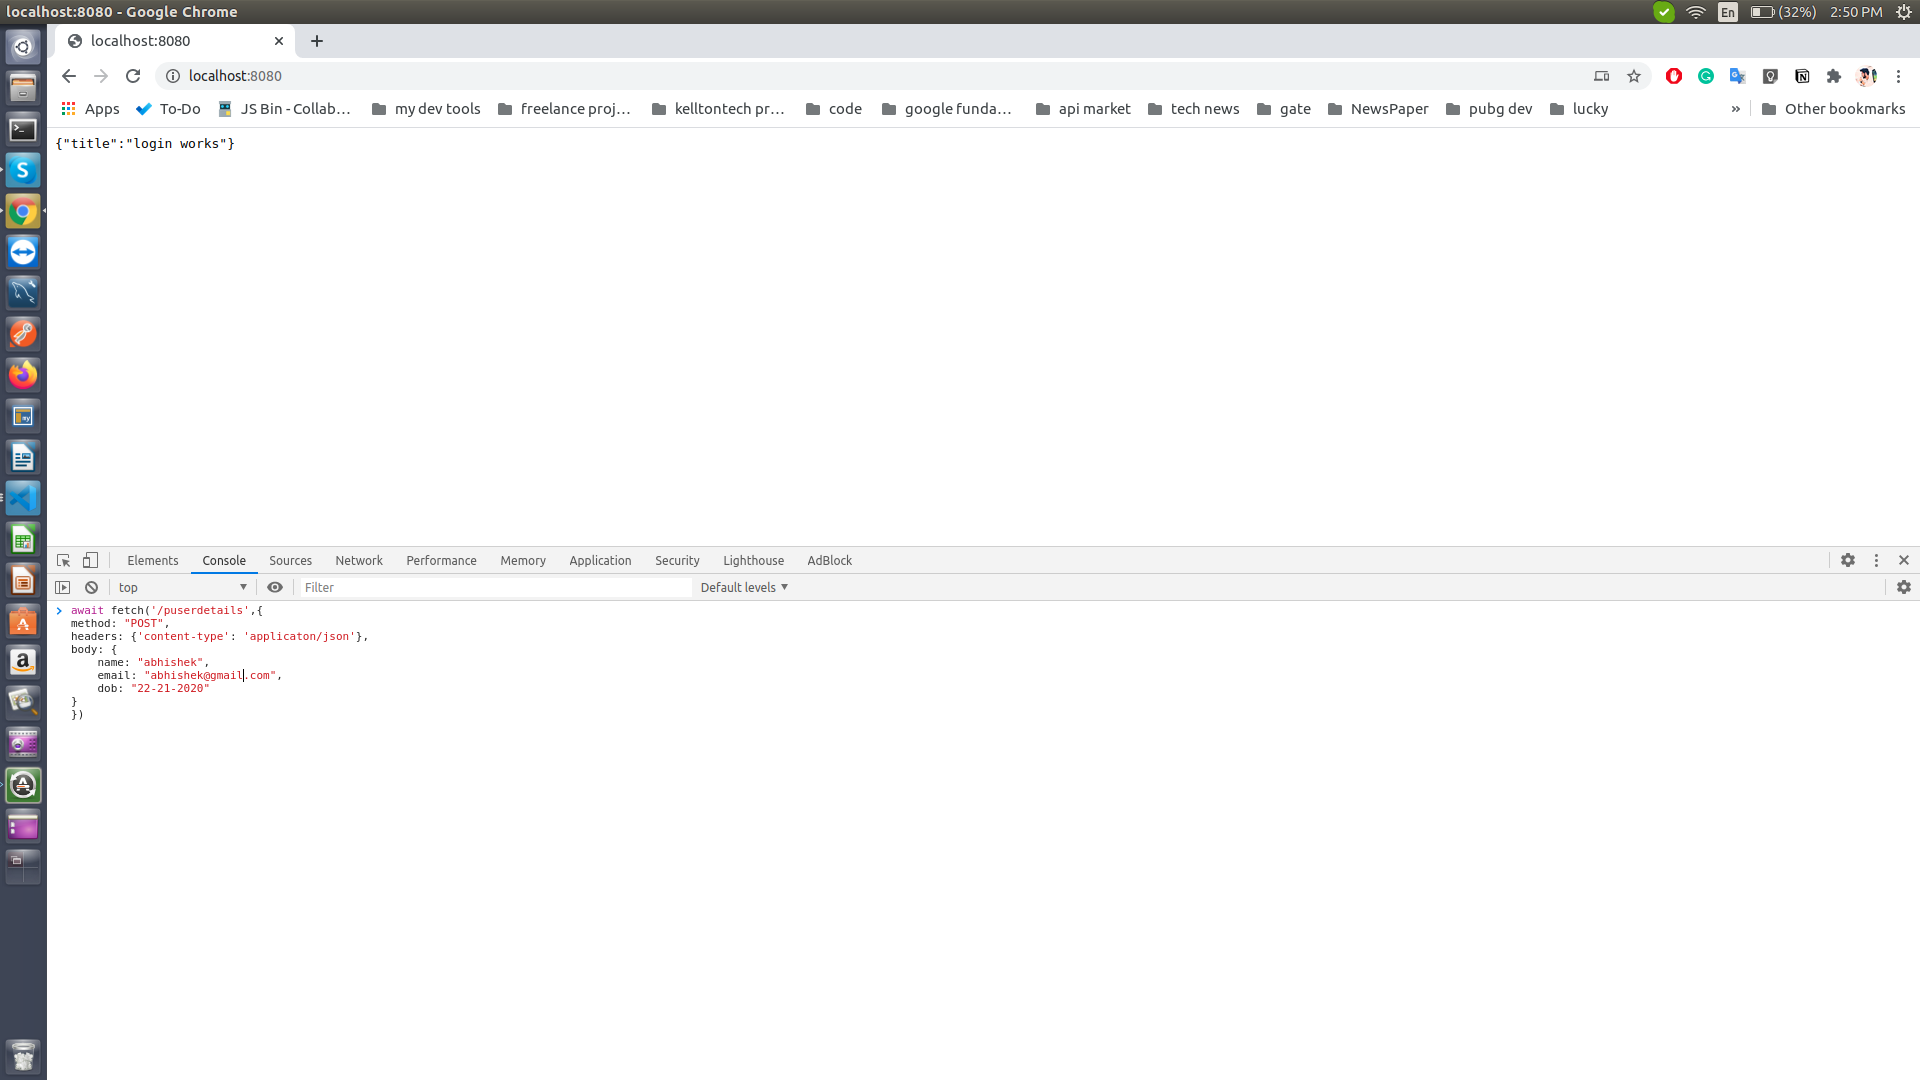 localhost:8080 - Google Chrome
En
(32%)
2:50 PM
localhost:8080
localhost:8080
Apps
To-Do
JS Bin - Collab...
my dev tools
freelance proj...
kelltontech pr...
code
google funda...
api market
tech news
gate
NewsPaper
pubg dev
lucky
»
Other bookmarks
{"title":"login works"}
Elements
Console
Sources
Network
Performance
Memory
Application
Security
Lighthouse
AdBlock
top
Filter
Default levels
await fetch('/puserdetails',{
method: "POST",
headers: {'content-type': 'applicaton/json'},
body: {
name: "abhishek",
email: "abhishek@gmail.com",
dob: "22-21-2020"
}
})